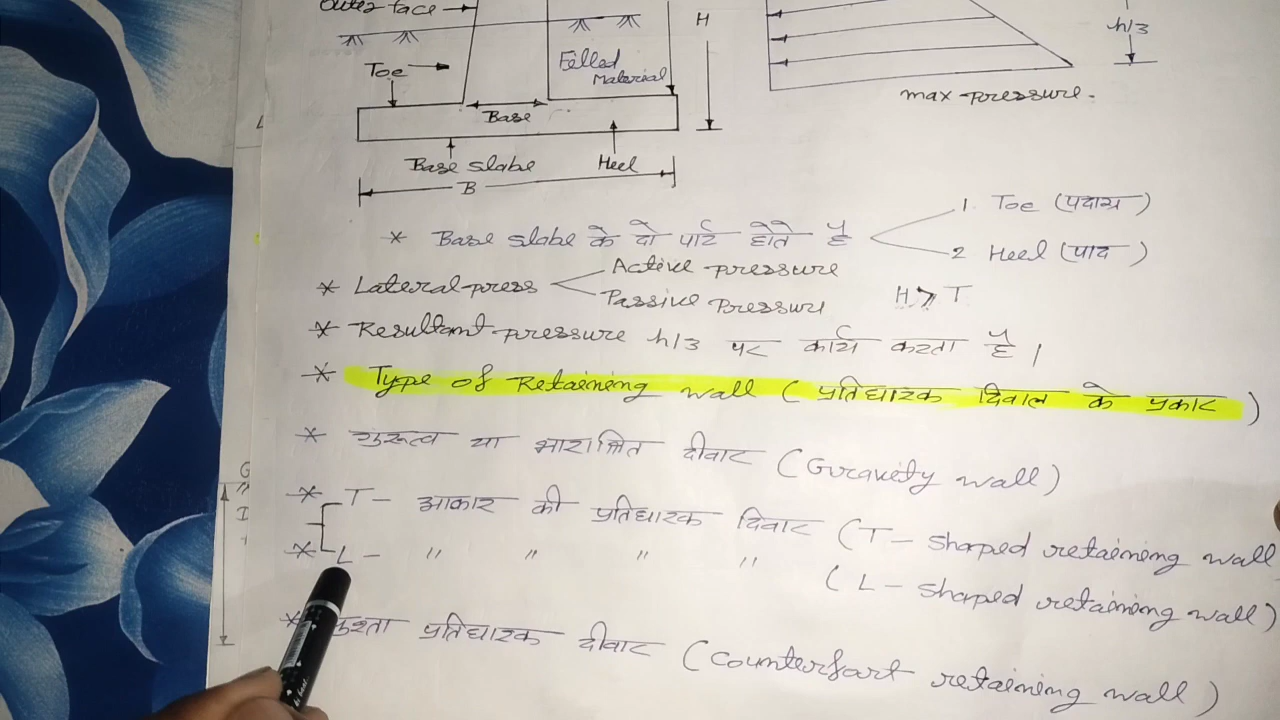 Outer face →
H
h/3
Toe →
Filled
Material
max pressure.
Base
Base slabe
Heel
B
* Base slabe के दो पार्ट होते है
1. Toe (पदाग्र)
2 Heel (पाद)
* Lateral press
Active pressure
Passive Pressure
H > T
* Resultant pressure h/3 पर कार्य करता है।
* Type of Retaining wall (प्रतिधारक दिवाल के प्रकार)
* गुरूत्व या भाराश्रित दीवार (Gravity wall)
* T- आकार की प्रतिधारक दिवार (T- shaped retaining wall
* L - " " " "
(L- shaped retaining wall)
* प्रतिधारक दीवार (Counterfart retaining wall)